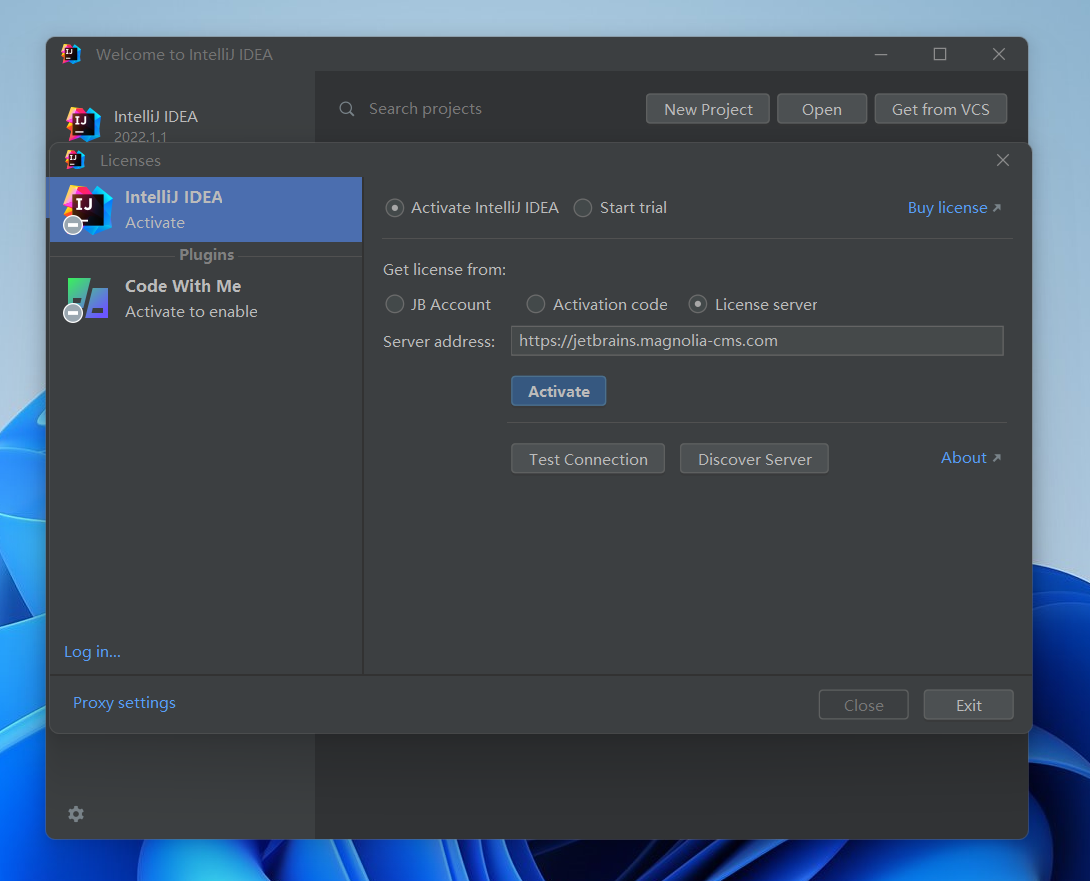 Welcome to IntelliJ IDEA
IntelliJ IDEA
2022.1.1
Search projects
New Project Open Get from VCS
Licenses
IntelliJ IDEA
Activate
Plugins
Code With Me
Activate to enable
Log in...
Activate IntelliJ IDEA Start trial Buy license
Get license from:
JB Account Activation code License server
Server address: https://jetbrains.magnolia-cms.com
Activate
Test Connection Discover Server About
Proxy settings Close Exit